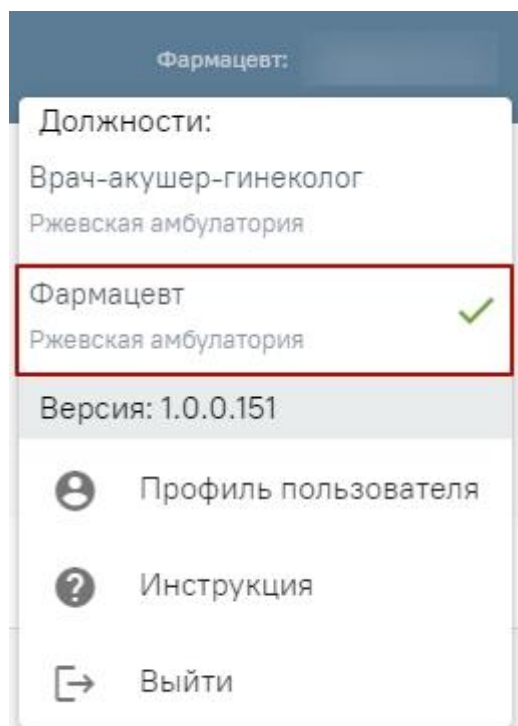 Фармацевт:
Должности:
Врач-акушер-гинеколог
Ржевская амбулатория
Фармацевт
Ржевская амбулатория
Версия: 1.0.0.151
Профиль пользователя
Инструкция
Выйти